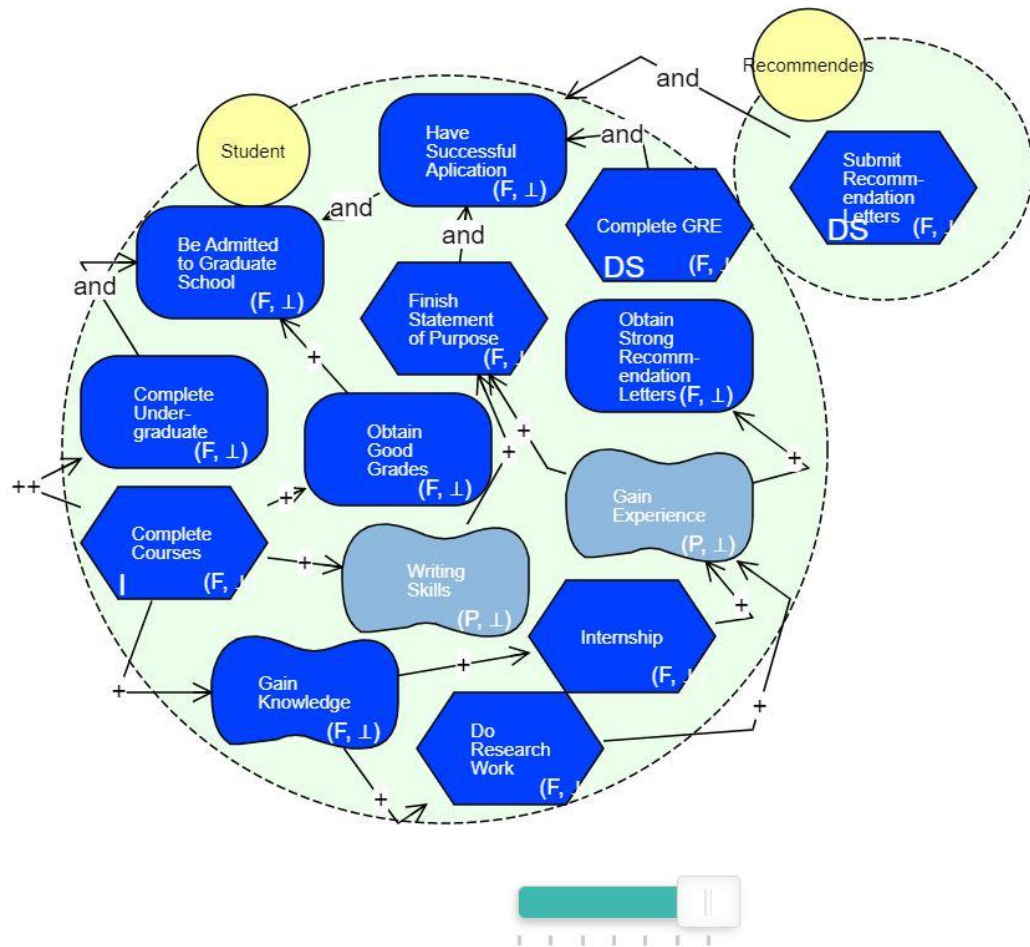 Recommenders
and
Student
Have
Successful
Aplication
(F, ⊥)
and
Submit
Recomm-
endation
Letters
DS
(F, ⊥)
and
Complete GRE
DS
(F, ⊥)
and
Be Admitted
to Graduate
School
(F, ⊥)
and
Finish
Statement
of Purpose
(F, ⊥)
Obtain
Strong
Recomm-
endation
Letters
(F, ⊥)
+
Complete
Under-
graduate
(F, ⊥)
Obtain
Good
Grades
(F, ⊥)
+
+
+
++
+
Gain
Experience
(P, ⊥)
Complete
Courses
I
(F, ⊥)
+
Writing
Skills
(P, ⊥)
+
Internship
(F, ⊥)
+
+
Gain
Knowledge
(F, ⊥)
+
Do
Research
Work
(F, ⊥)
+